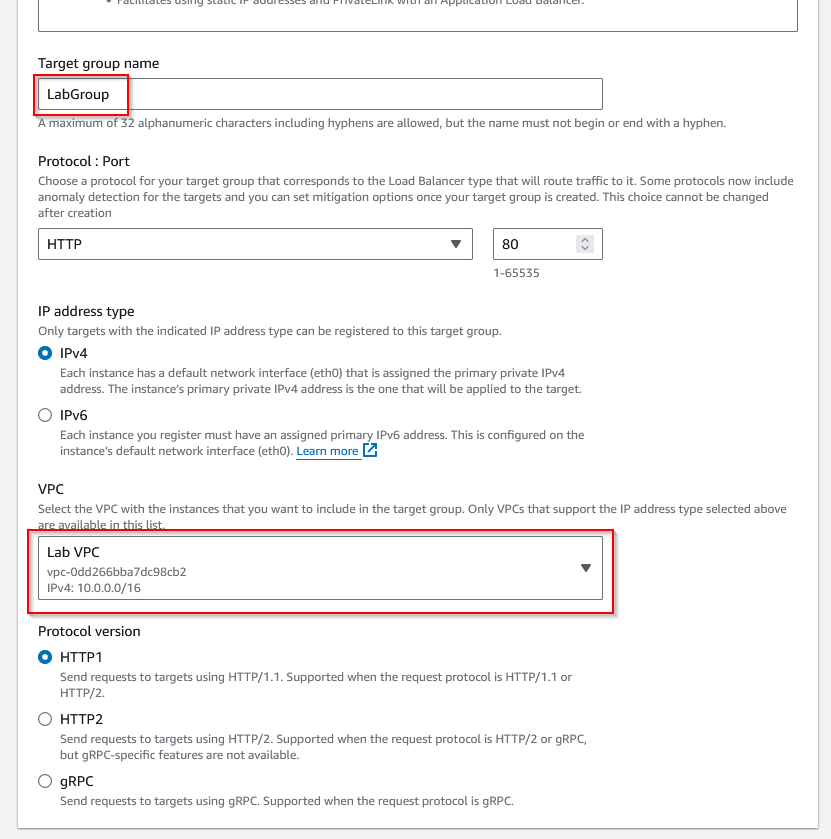 • Facilitates using static IP addresses and PrivateLink with an Application Load Balancer.
Target group name
LabGroup
A maximum of 32 alphanumeric characters including hyphens are allowed, but the name must not begin or end with a hyphen.
Protocol : Port
Choose a protocol for your target group that corresponds to the Load Balancer type that will route traffic to it. Some protocols now include
anomaly detection for the targets and you can set mitigation options once your target group is created. This choice cannot be changed
after creation
HTTP
80
1-65535
IP address type
Only targets with the indicated IP address type can be registered to this target group.
IPv4
Each instance has a default network interface (eth0) that is assigned the primary private IPv4
address. The instance's primary private IPv4 address is the one that will be applied to the target.
IPv6
Each instance you register must have an assigned primary IPv6 address. This is configured on the
instance's default network interface (eth0). Learn more
VPC
Select the VPC with the instances that you want to include in the target group. Only VPCs that support the IP address type selected above
are available in this list.
Lab VPC
vpc-0dd266bba7dc98cb2
IPv4: 10.0.0.0/16
Protocol version
HTTP1
Send requests to targets using HTTP/1.1. Supported when the request protocol is HTTP/1.1 or
HTTP/2.
HTTP2
Send requests to targets using HTTP/2. Supported when the request protocol is HTTP/2 or gRPC,
but gRPC-specific features are not available.
gRPC
Send requests to targets using gRPC. Supported when the request protocol is gRPC.